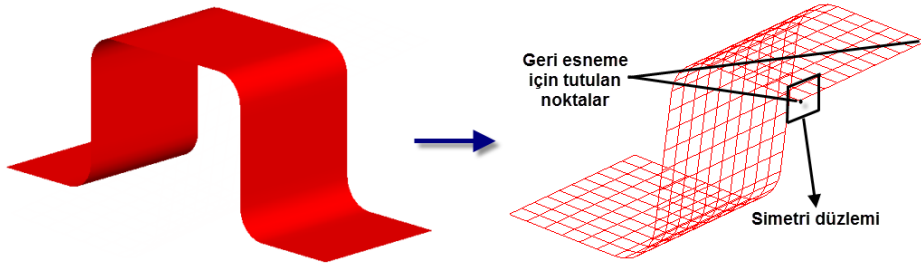 Geri esneme
için tutulan
noktalar
Simetri düzlemi